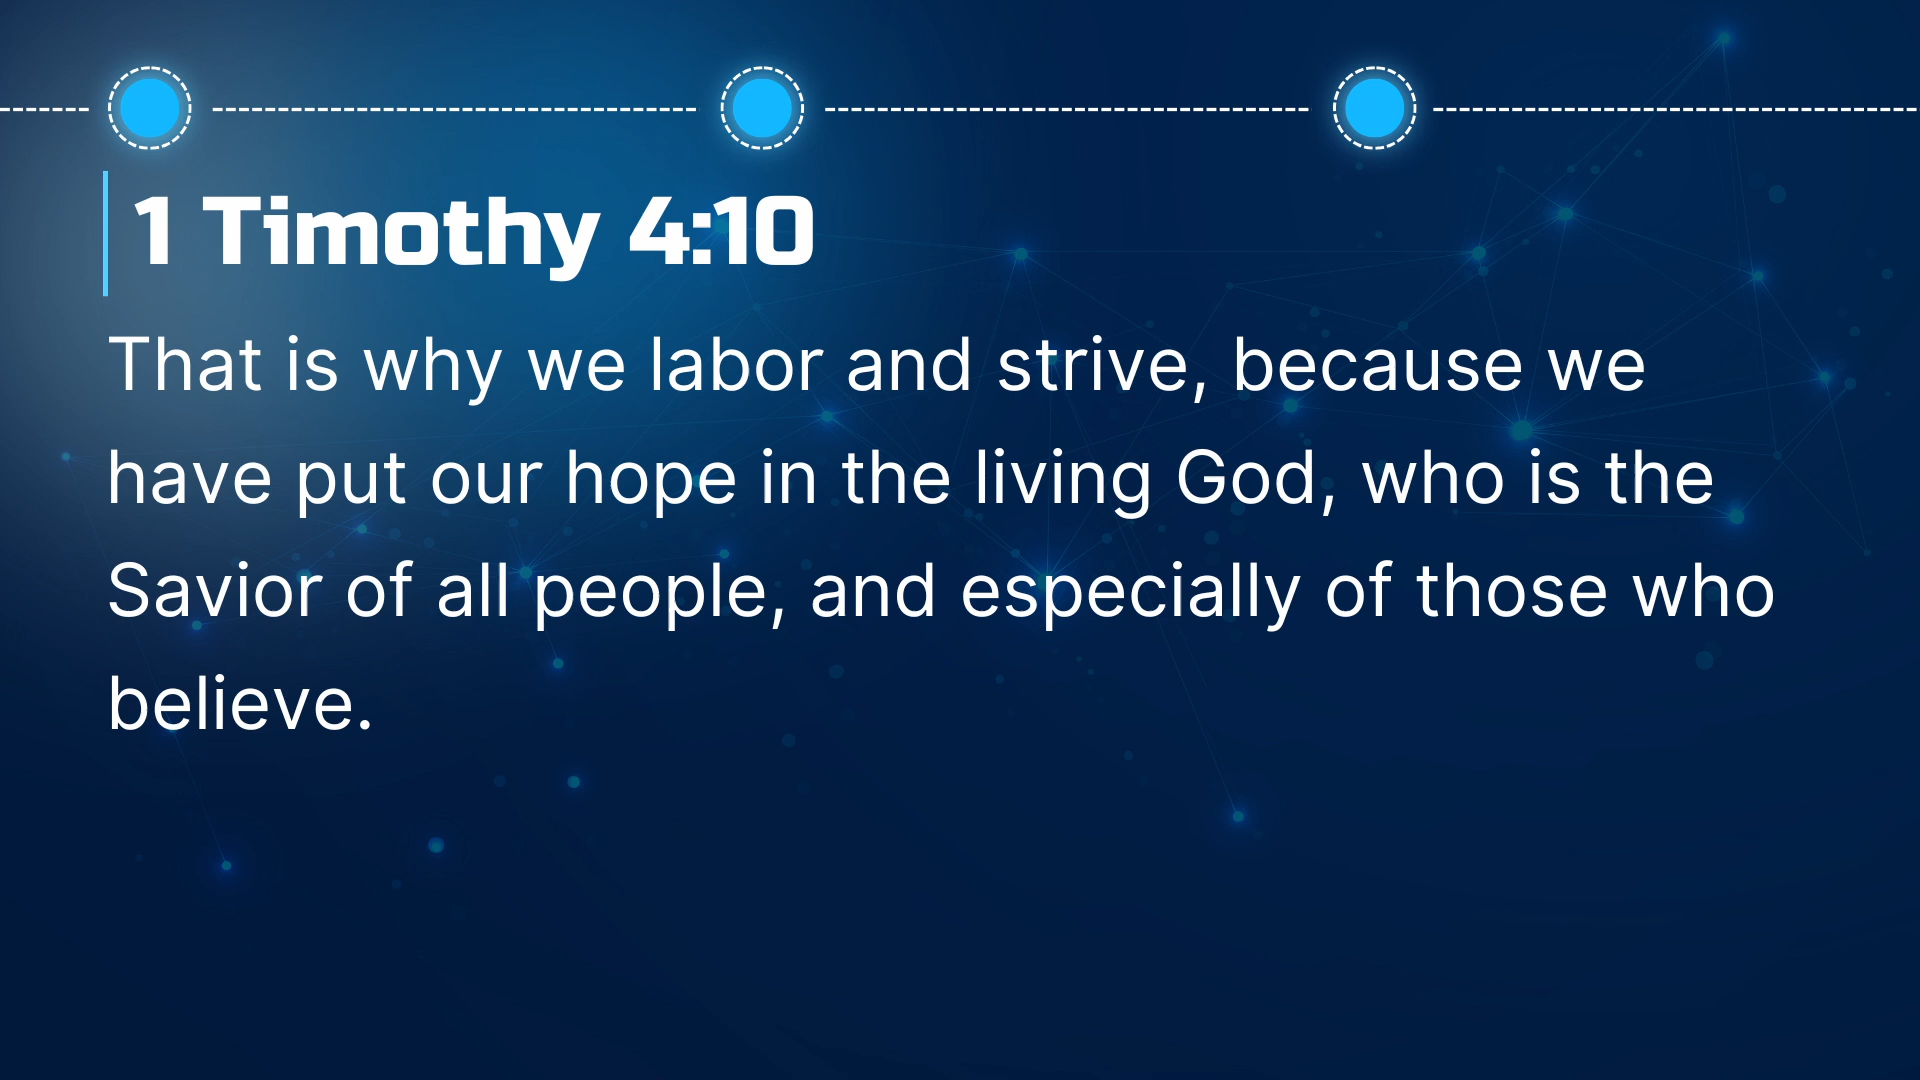 1 Timothy 4:10
That is why we labor and strive, because we
have put our hope in the living God, who is the
Savior of all people, and especially of those who
believe.